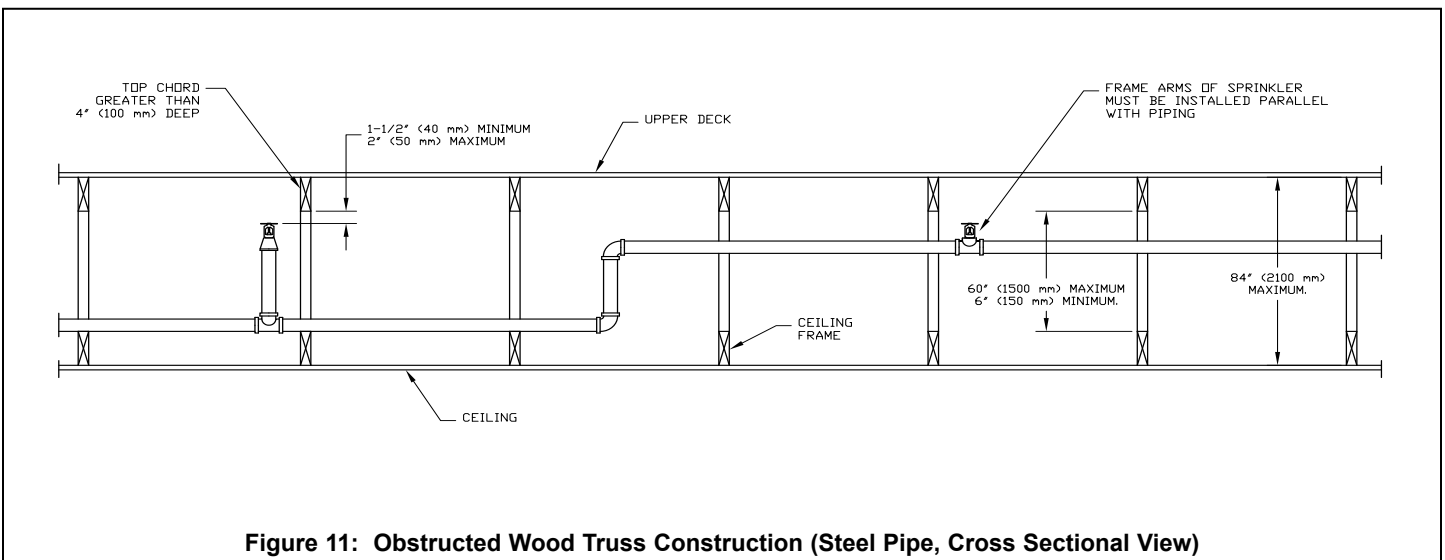 TOP CHORD
GREATER THAN
4" (100 mm) DEEP
1-1/2" (40 mm) MINIMUM
2" (50 mm) MAXIMUM
UPPER DECK
FRAME ARMS OF SPRINKLER
MUST BE INSTALLED PARALLEL
WITH PIPING
60" (1500 mm) MAXIMUM
6" (150 mm) MINIMUM.
84" (2100 mm)
MAXIMUM.
CEILING
FRAME
CEILING
Figure 11: Obstructed Wood Truss Construction (Steel Pipe, Cross Sectional View)